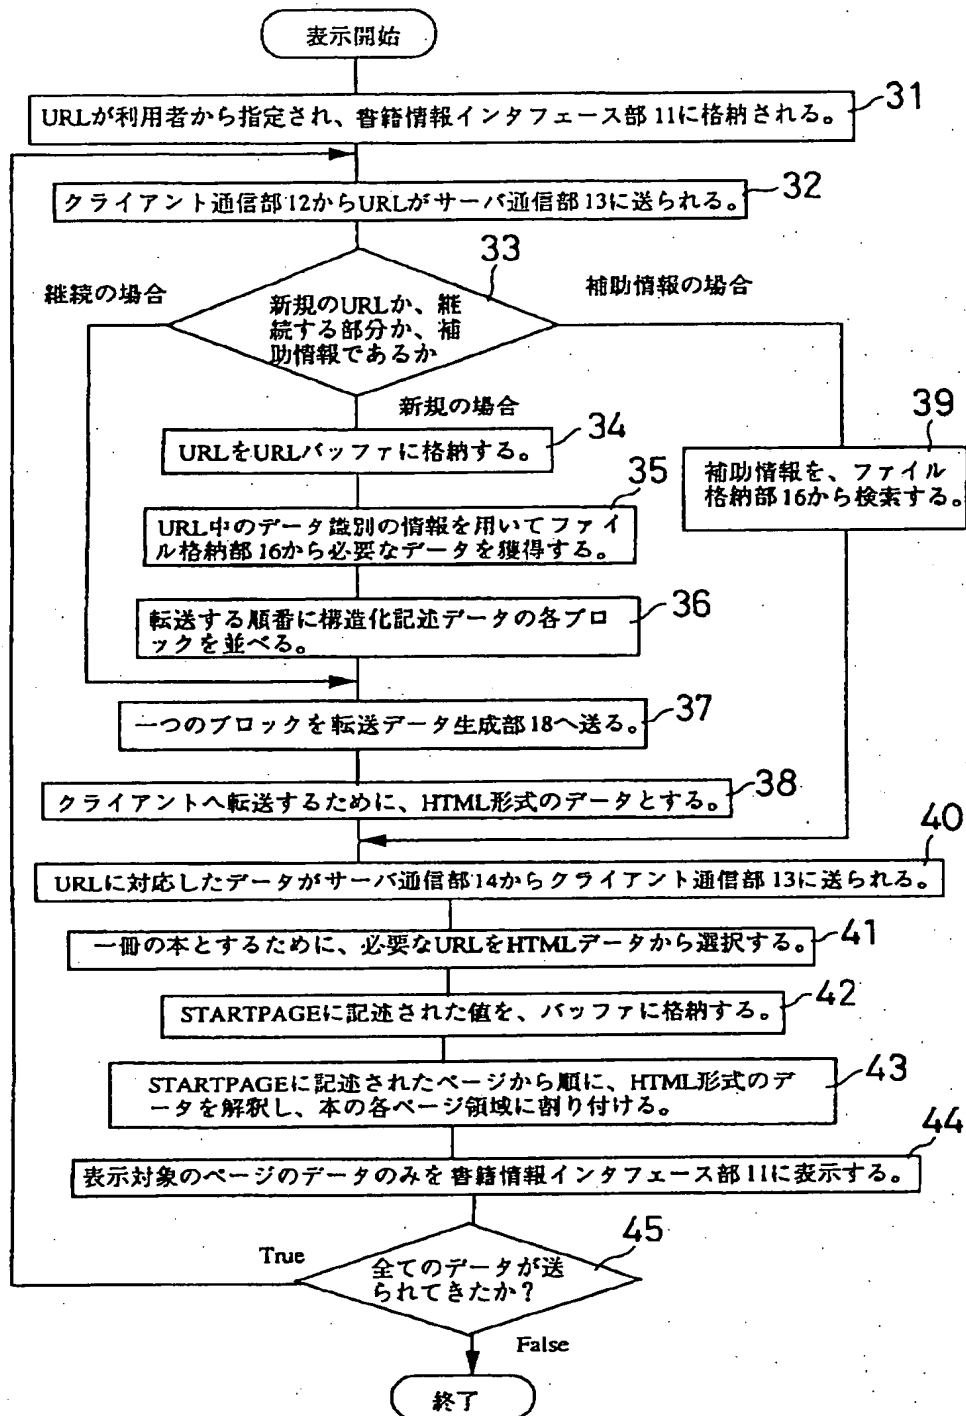 表示開始
31
URLが利用者から指定され、書籍情報インタフェース部11に格納される。
32
クライアント通信部12からURLがサーバ通信部13に送られる。
33
継続の場合
補助情報の場合
新規のURLか、継
続する部分か、補
助情報であるか
新規の場合
34
URLをURLバッファに格納する。
39
補助情報を、ファイル
格納部16から検索する。
35
URL中のデータ識別の情報を用いてファイ
ル格納部16から必要なデータを獲得する。
36
転送する順番に構造化記述データの各ブロ
ックを並べる。
37
一つのブロックを転送データ生成部18へ送る。
38
クライアントへ転送するために、HTML形式のデータとする。
40
URLに対応したデータがサーバ通信部14からクライアント通信部13に送られる。
41
一冊の本とするために、必要なURLをHTMLデータから選択する。
42
STARTPAGEに記述された値を、バッファに格納する。
43
STARTPAGEに記述されたページから順に、HTML形式のデ
ータを解釈し、本の各ページ領域に割り付ける。
44
表示対象のページのデータのみを書籍情報インタフェース部11に表示する。
45
True
全てのデータが送
られてきたか？
False
終了